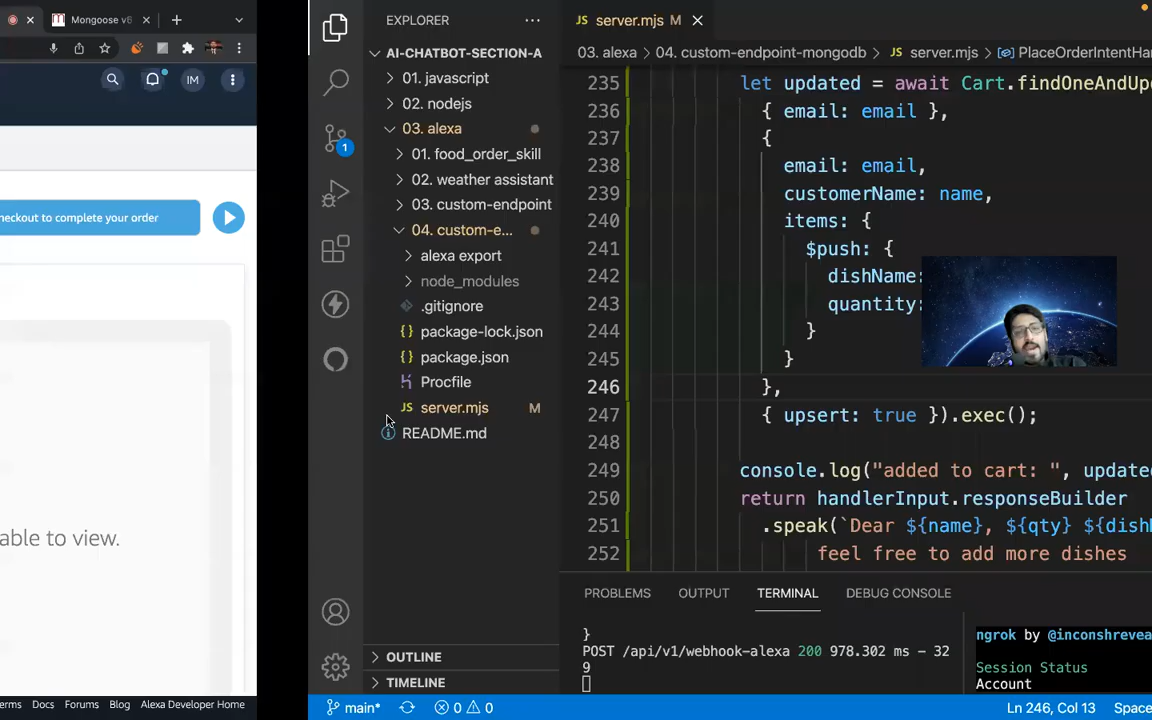 Mongoose v6
IM
heckout to complete your order
able to view.
erms Docs Forums Blog Alexa Developer Home
EXPLORER
AI-CHATBOT-SECTION-A
01. javascript
02. nodejs
03. alexa
01. food_order_skill
02. weather assistant
03. custom-endpoint
04. custom-e...
alexa export
node_modules
.gitignore
package-lock.json
package.json
Procfile
JS server.mjs M
README.md
OUTLINE
TIMELINE
1
JS server.mjs M
03. alexa > 04. custom-endpoint-mongodb > JS server.mjs > PlaceOrderIntentHa
235 let updated = await Cart.findOneAndUp
236 { email: email },
237 {
238 email: email,
239 customerName: name,
240 items: {
241 $push: {
242 dishName:
243 quantity:
244 }
245 }
246 },
247 { upsert: true }).exec();
248
249 console.log("added to cart: ", update
250 return handlerInput.responseBuilder
251 .speak(`Dear ${name}, ${qty} ${dish
252 feel free to add more dishes
PROBLEMS OUTPUT TERMINAL DEBUG CONSOLE
}
POST /api/v1/webhook-alexa 200 978.302 ms - 32
9
ngrok by @inconshrevea
Session Status
Account
main* 0 0 Ln 246, Col 13 Space